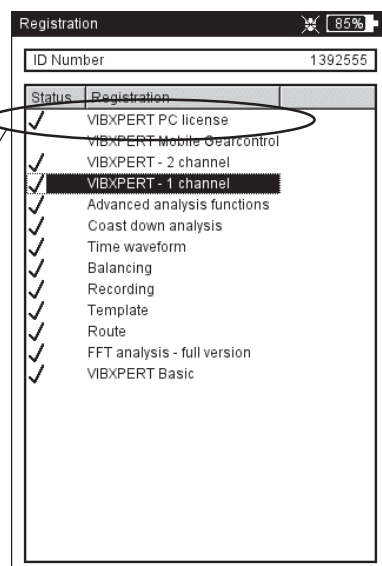 Registration 85%
ID Number 1392555
Status Registration
VIBXPERT PC license
VIBXPERT Mobile Gearcontrol
VIBXPERT - 2 channel
VIBXPERT - 1 channel
Advanced analysis functions
Coast down analysis
Time waveform
Balancing
Recording
Template
Route
FFT analysis - full version
VIBXPERT Basic